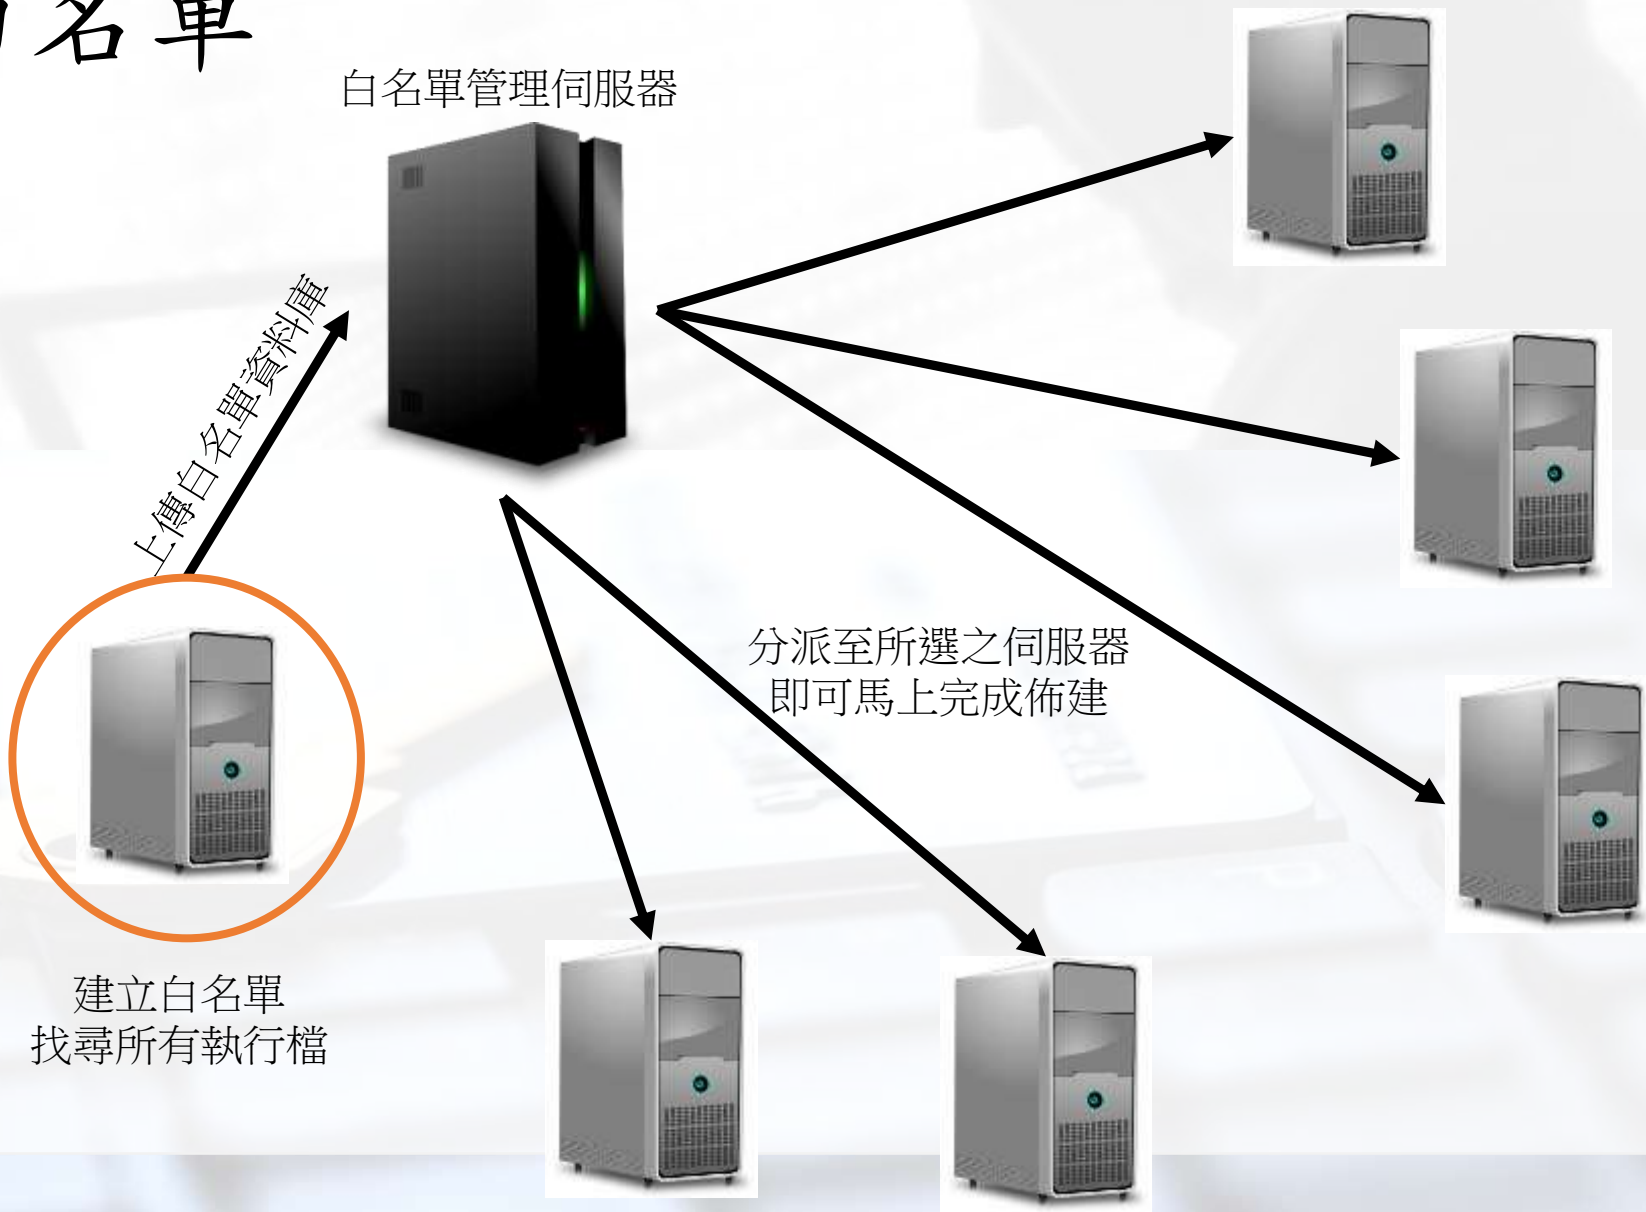 名單
白名單管理伺服器
上傳白名單資料庫
分派至所選之伺服器
即可馬上完成佈建
建立白名單
找尋所有執行檔